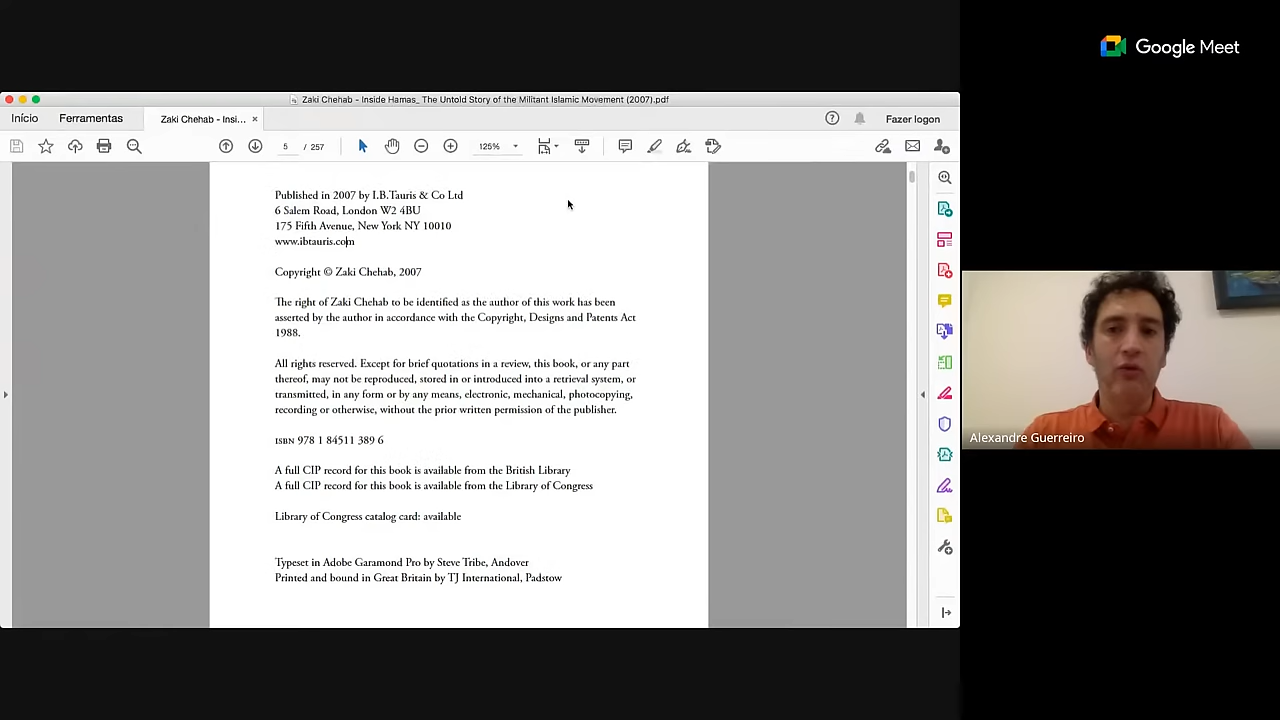 Google Meet
Zaki Chehab - Inside Hamas_ The Untold Story of the Militant Islamic Movement (2007).pdf
Início
Ferramentas
Zaki Chehab - Insi...
Fazer logon
5 / 257
125%
Published in 2007 by I.B.Tauris & Co Ltd
6 Salem Road, London W2 4BU
175 Fifth Avenue, New York NY 10010
www.ibtauris.com
Copyright © Zaki Chehab, 2007
The right of Zaki Chehab to be identified as the author of this work has been
asserted by the author in accordance with the Copyright, Designs and Patents Act
1988.
All rights reserved. Except for brief quotations in a review, this book, or any part
thereof, may not be reproduced, stored in or introduced into a retrieval system, or
transmitted, in any form or by any means, electronic, mechanical, photocopying,
recording or otherwise, without the prior written permission of the publisher.
ISBN 978 1 84511 389 6
A full CIP record for this book is available from the British Library
A full CIP record for this book is available from the Library of Congress
Library of Congress catalog card: available
Typeset in Adobe Garamond Pro by Steve Tribe, Andover
Printed and bound in Great Britain by TJ International, Padstow
Alexandre Guerreiro